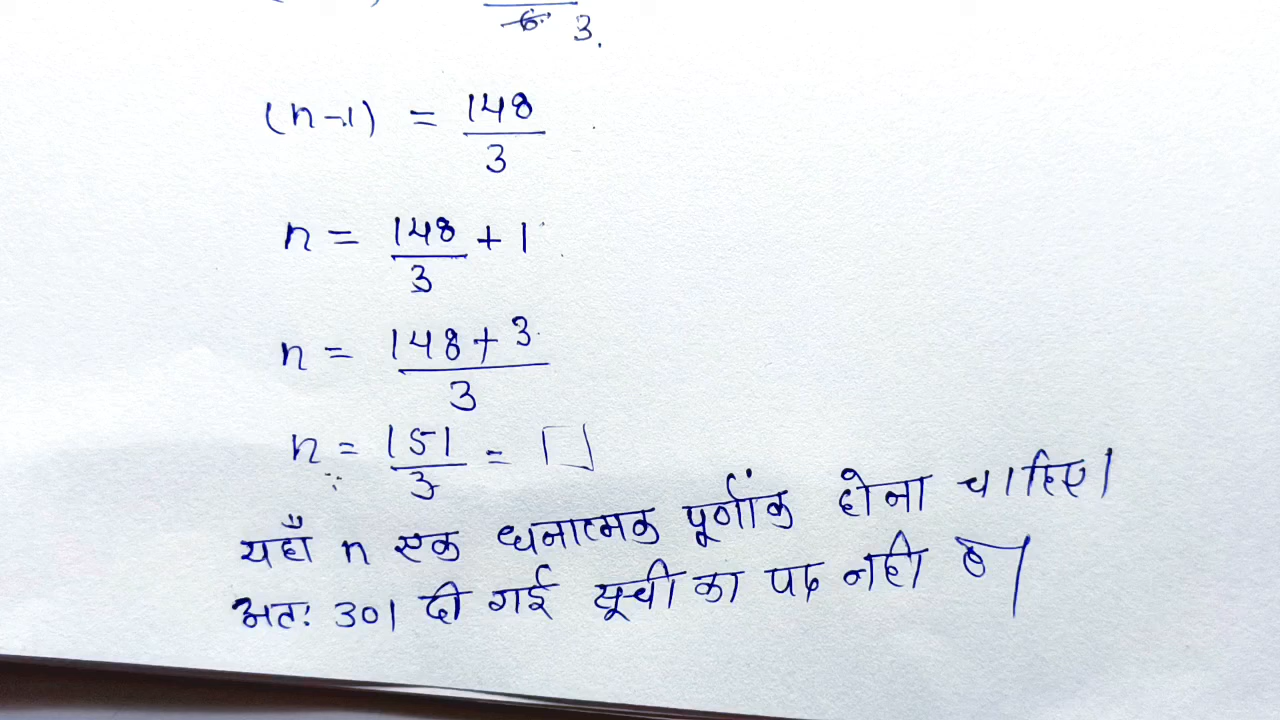 6 3.
(n-1) = 148/3
n = 148/3 + 1
n = 148+3/3
n = 151/3 =
यहाँ n एक धनात्मक पूर्णांक होना चाहिए।
अतः 301 दी गई सूची का पद नही है।